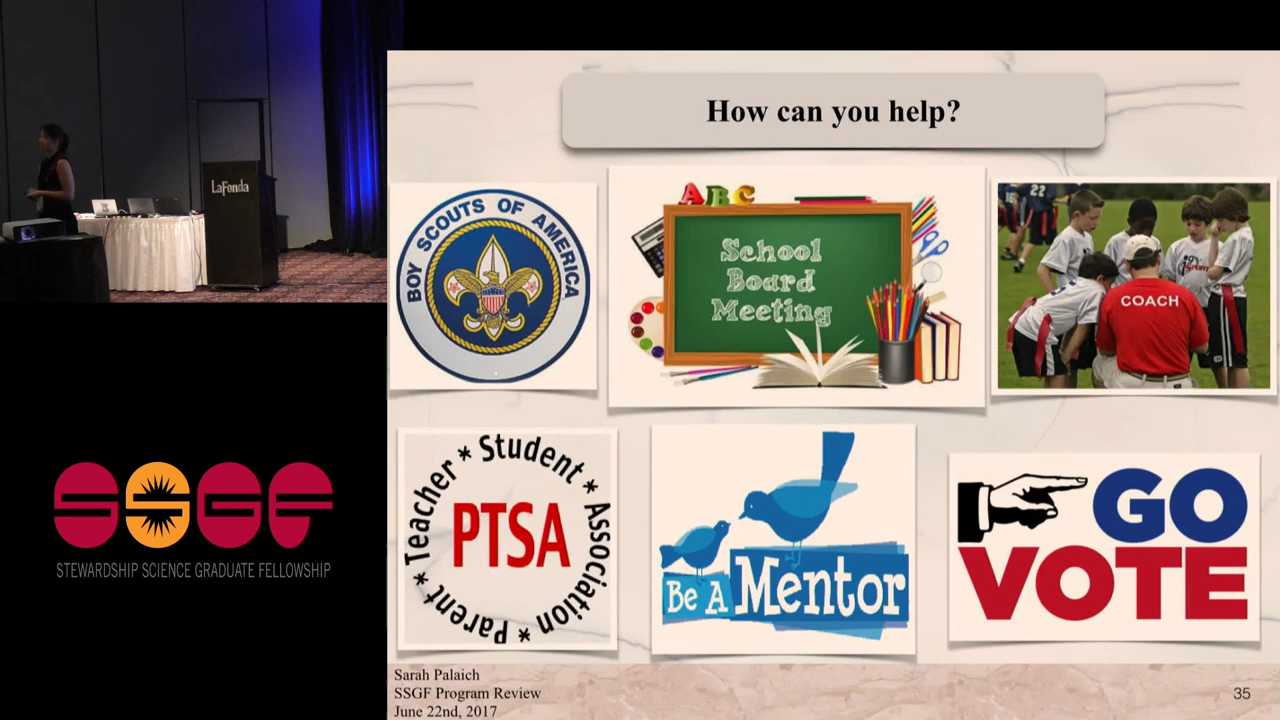 How can you help?
LaFonda
BOY SCOUTS OF AMERICA
ABC
School
Board
Meeting
22
COACH
Parent * Teacher * Student * Association *
PTSA
Be A Mentor
GO
VOTE
SSGF
STEWARDSHIP SCIENCE GRADUATE FELLOWSHIP
Sarah Palaich
SSGF Program Review
June 22nd, 2017
35